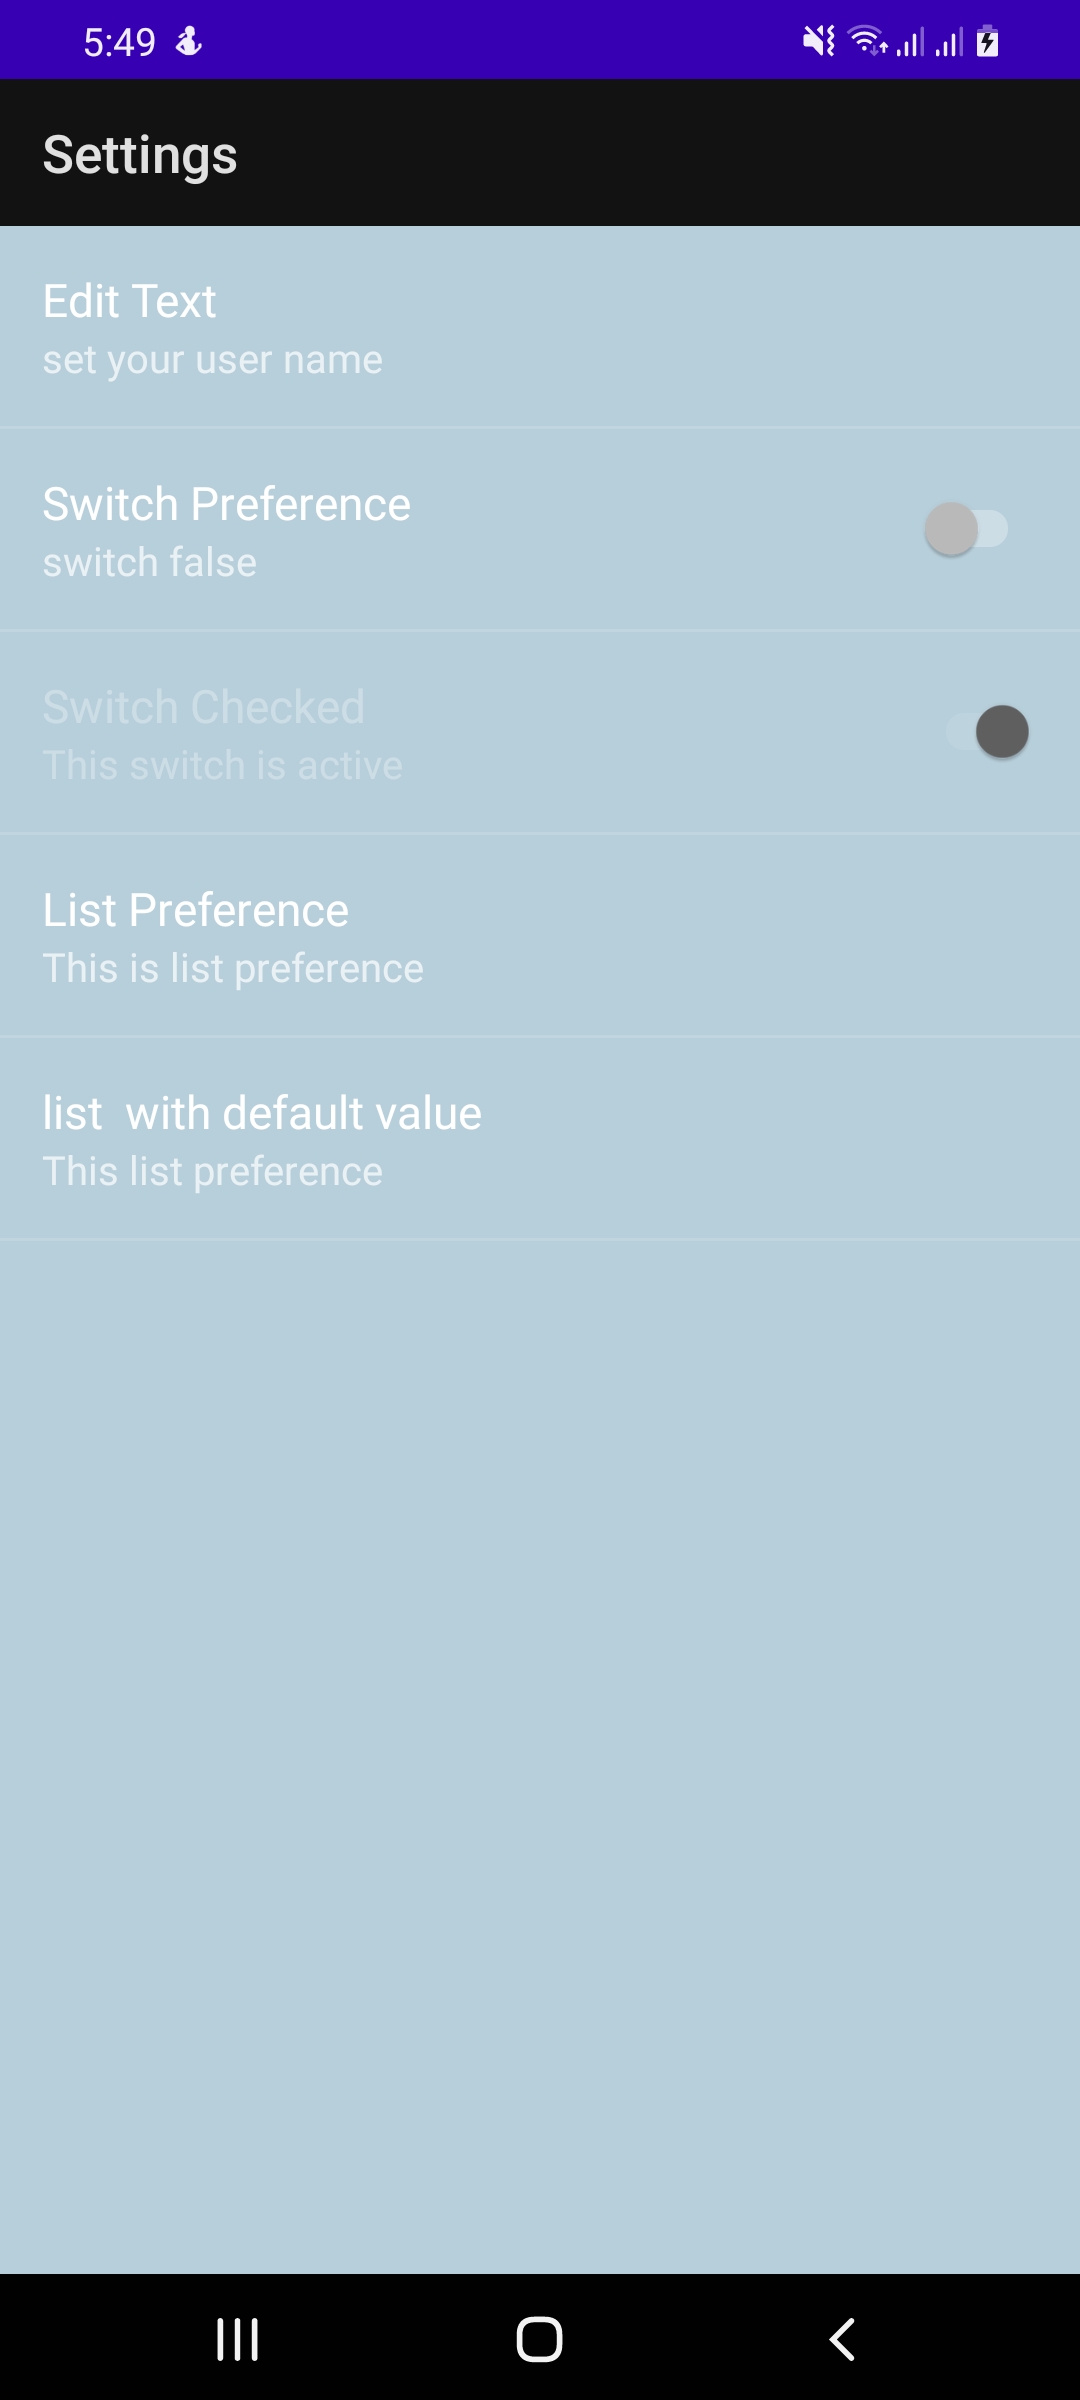 5:49
Settings
Edit Text
set your user name
Switch Preference
switch false
Switch Checked
This switch is active
List Preference
This is list preference
list  with default value
This list preference